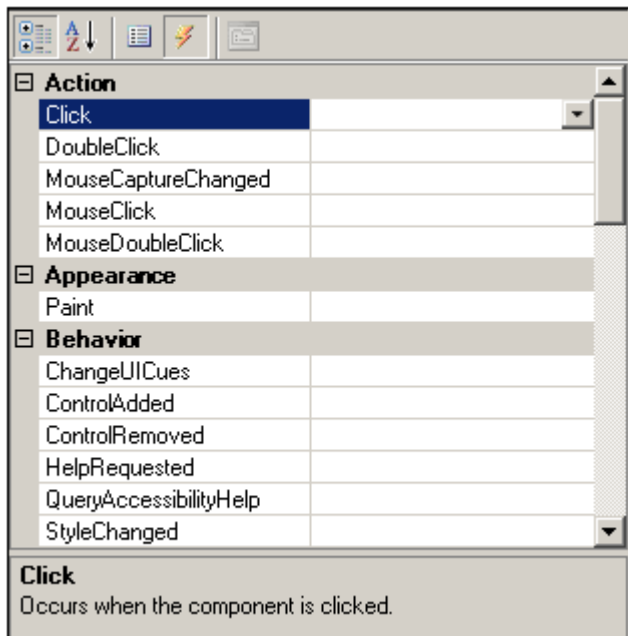 A
Z
Action
Click
DoubleClick
MouseCaptureChanged
MouseClick
MouseDoubleClick
Appearance
Paint
Behavior
ChangeUICues
ControlAdded
ControlRemoved
HelpRequested
QueryAccessibilityHelp
StyleChanged
Click
Occurs when the component is clicked.